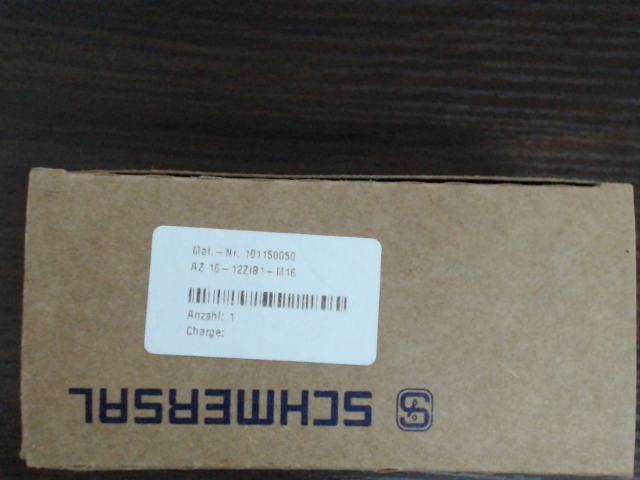 Mat.-Nr. 101150050
AZ 16-12ZIB1-M16
Anzahl: 1
Charge:
SCHMERSAL